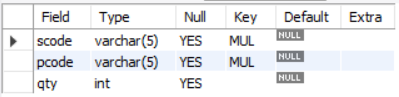 Field Type Null Key Default Extra
scode varchar(5) YES MUL NULL
pcode varchar(5) YES MUL NULL
qty int YES NULL